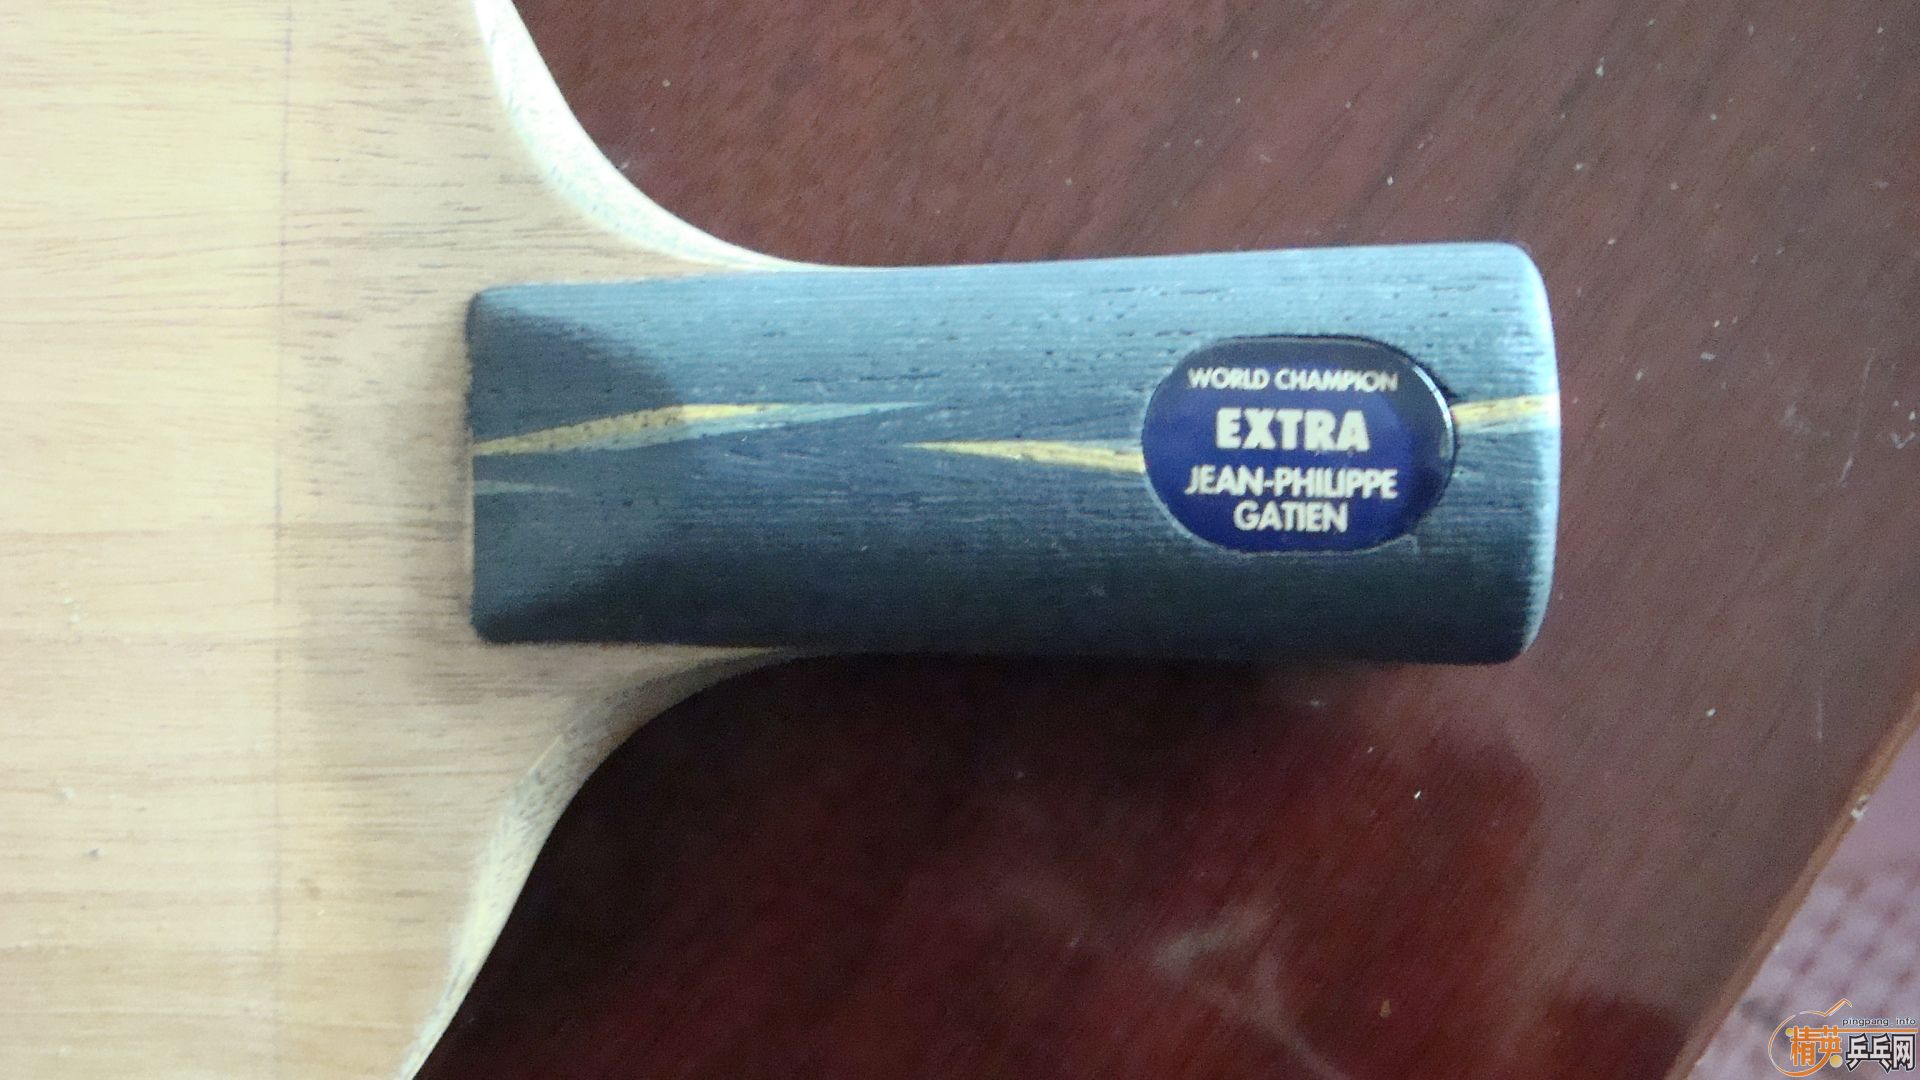 WORLD CHAMPION
EXTRA
JEAN-PHILIPPE
GATIEN
pingpang.info
精英乒乓网